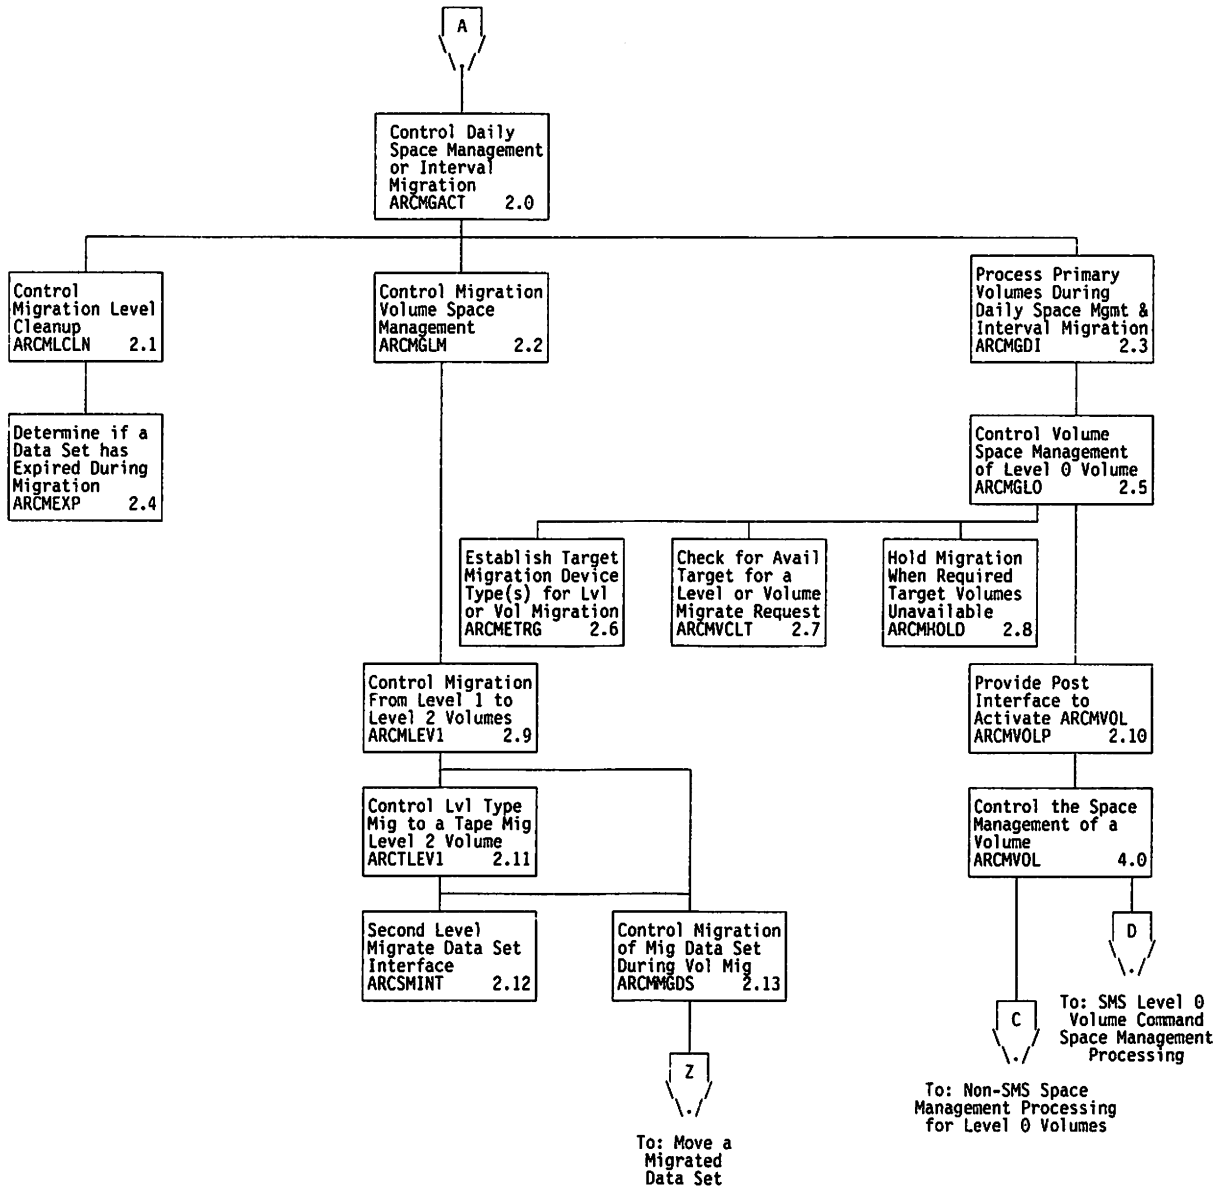 A
Control Daily
Space Management
or Interval
Migration
ARCMGACT 2.0
Control
Migration Level
Cleanup
ARCMLCLN 2.1
Control Migration
Volume Space
Management
ARCMGLM 2.2
Process Primary
Volumes During
Daily Space Mgmt &
Interval Migration
ARCMGDI 2.3
Determine if a
Data Set has
Expired During
Migration
ARCMEXP 2.4
Control Volume
Space Management
of Level 0 Volume
ARCMGLO 2.5
Establish Target
Migration Device
Type(s) for Lvl
or Vol Migration
ARCMETRG 2.6
Check for Avail
Target for a
Level or Volume
Migrate Request
ARCMVCLT 2.7
Hold Migration
When Required
Target Volumes
Unavailable
ARCMHOLD 2.8
Control Migration
From Level 1 to
Level 2 Volumes
ARCMLEV1 2.9
Provide Post
Interface to
Activate ARCMVOL
ARCMVOLP 2.10
Control Lvl Type
Mig to a Tape Mig
Level 2 Volume
ARCTLEV1 2.11
Control the Space
Management of a
Volume
ARCMVOL 4.0
Second Level
Migrate Data Set
Interface
ARCSMINT 2.12
Control Migration
of Mig Data Set
During Vol Mig
ARCMMGDS 2.13
D
To: SMS Level 0
Volume Command
Space Management
Processing
C
To: Non-SMS Space
Management Processing
for Level 0 Volumes
Z
To: Move a
Migrated
Data Set